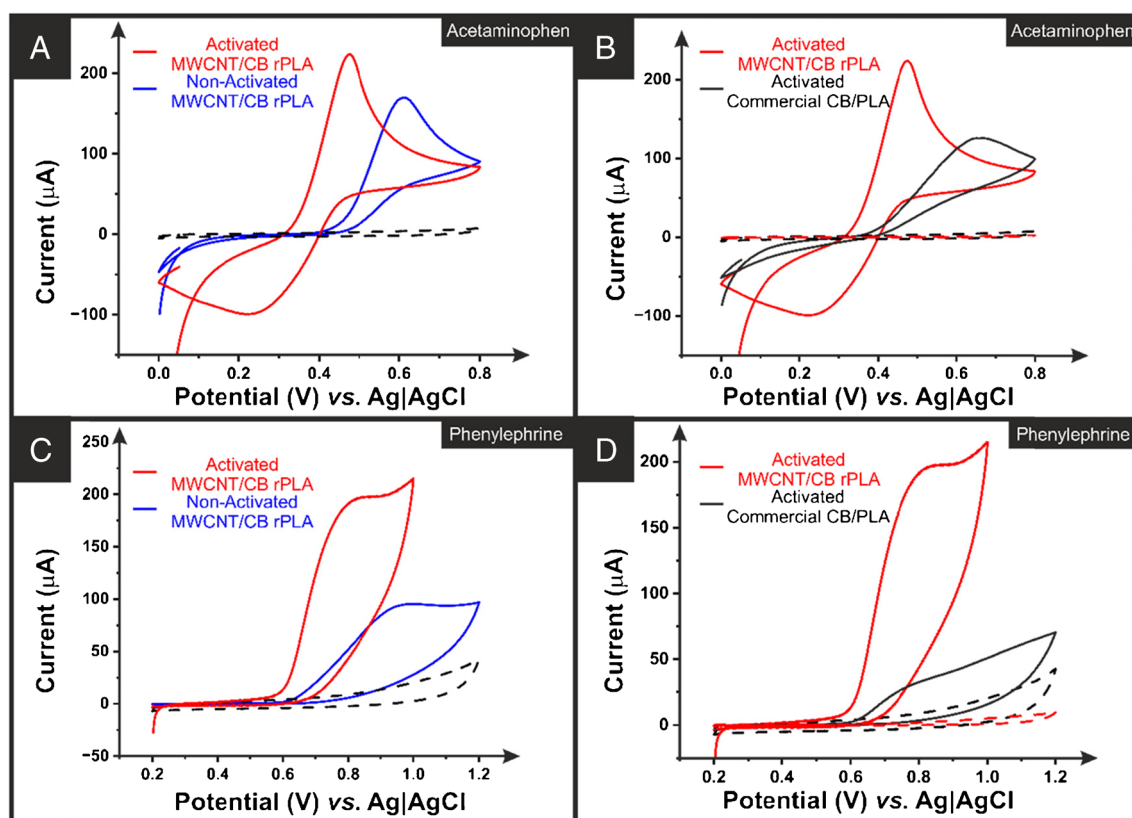 A
Acetaminophen
Activated
MWCNT/CB rPLA
Non-Activated
MWCNT/CB rPLA
200
100
0
−100
Current (µA)
0.0 0.2 0.4 0.6 0.8
Potential (V) vs. Ag|AgCl
B
Acetaminophen
Activated
MWCNT/CB rPLA
Activated
Commercial CB/PLA
200
100
0
−100
Current (µA)
0.0 0.2 0.4 0.6 0.8
Potential (V) vs. Ag|AgCl
C
Phenylephrine
Activated
MWCNT/CB rPLA
Non-Activated
MWCNT/CB rPLA
250
200
150
100
50
0
−50
Current (µA)
0.2 0.4 0.6 0.8 1.0 1.2
Potential (V) vs. Ag|AgCl
D
Phenylephrine
Activated
MWCNT/CB rPLA
Activated
Commercial CB/PLA
200
150
100
50
0
Current (µA)
0.2 0.4 0.6 0.8 1.0 1.2
Potential (V) vs. Ag|AgCl